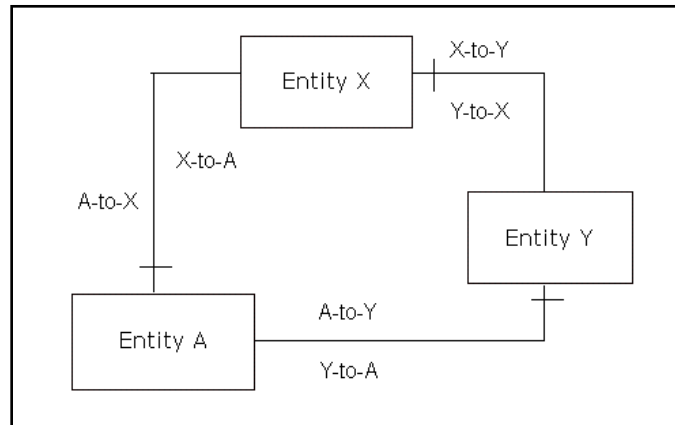 X-to-Y
Entity X
Y-to-X
X-to-A
A-to-X
Entity Y
A-to-Y
Entity A
Y-to-A